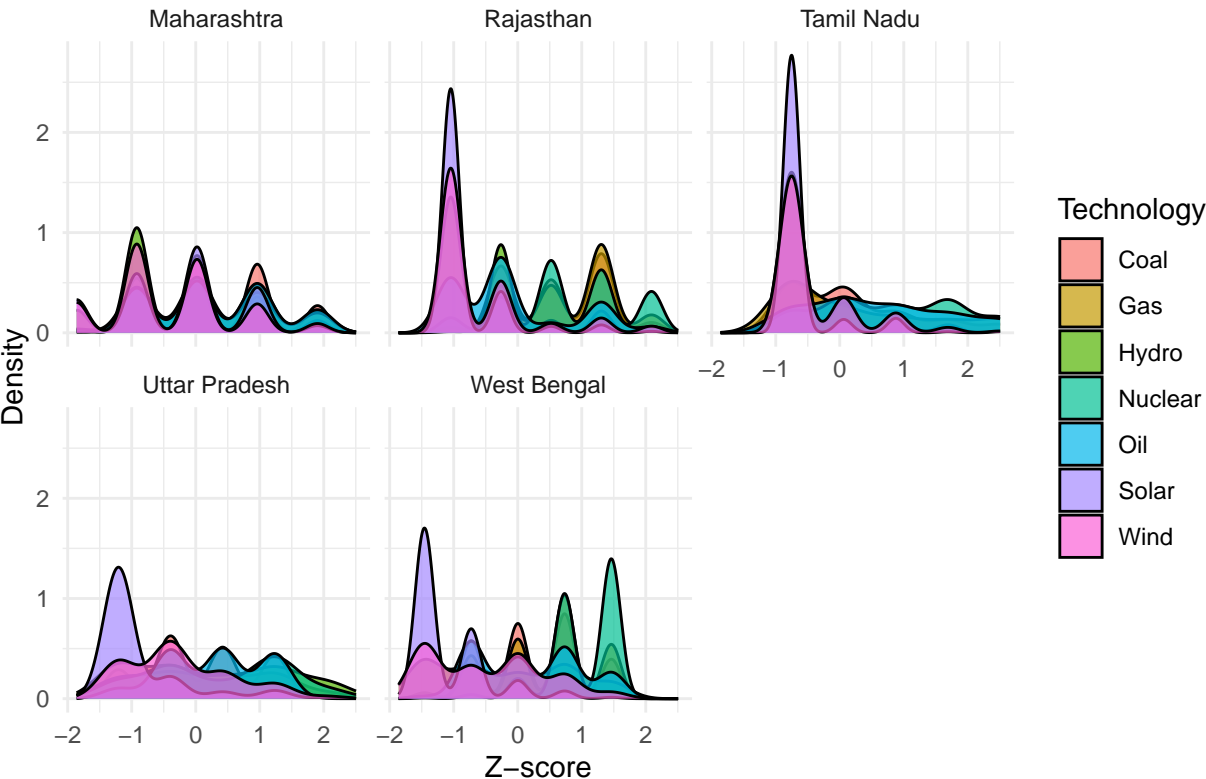 Maharashtra
Rajasthan
Tamil Nadu
2
1
0
−2 −1 0 1 2
Uttar Pradesh
West Bengal
2
1
0
−2 −1 0 1 2
−2 −1 0 1 2
Z−score
Density
Technology
Coal
Gas
Hydro
Nuclear
Oil
Solar
Wind